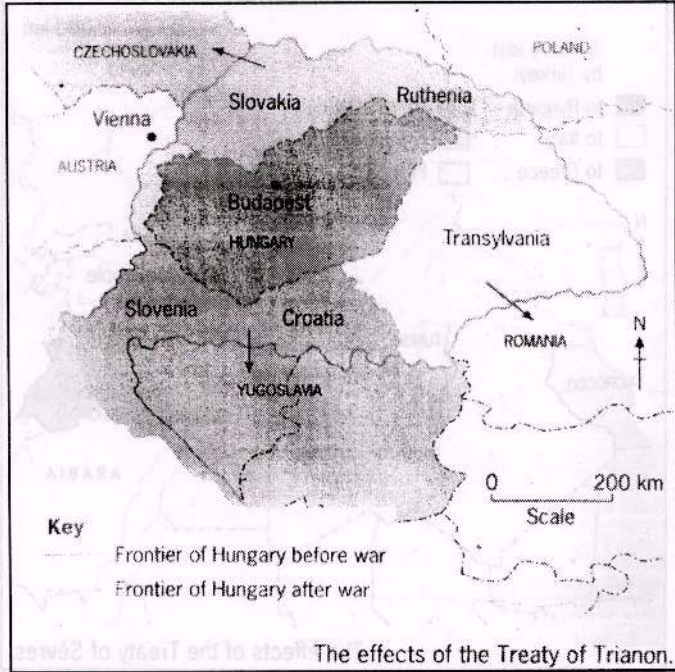 CZECHOSLOVAKIA
POLAND
Slovakia
Ruthenia
Vienna
AUSTRIA
Budapest
HUNGARY
Transylvania
Slovenia
Croatia
ROMANIA
N
YUGOSLAVIA
0 200 km
Scale
Key
Frontier of Hungary before war
Frontier of Hungary after war
The effects of the Treaty of Trianon.